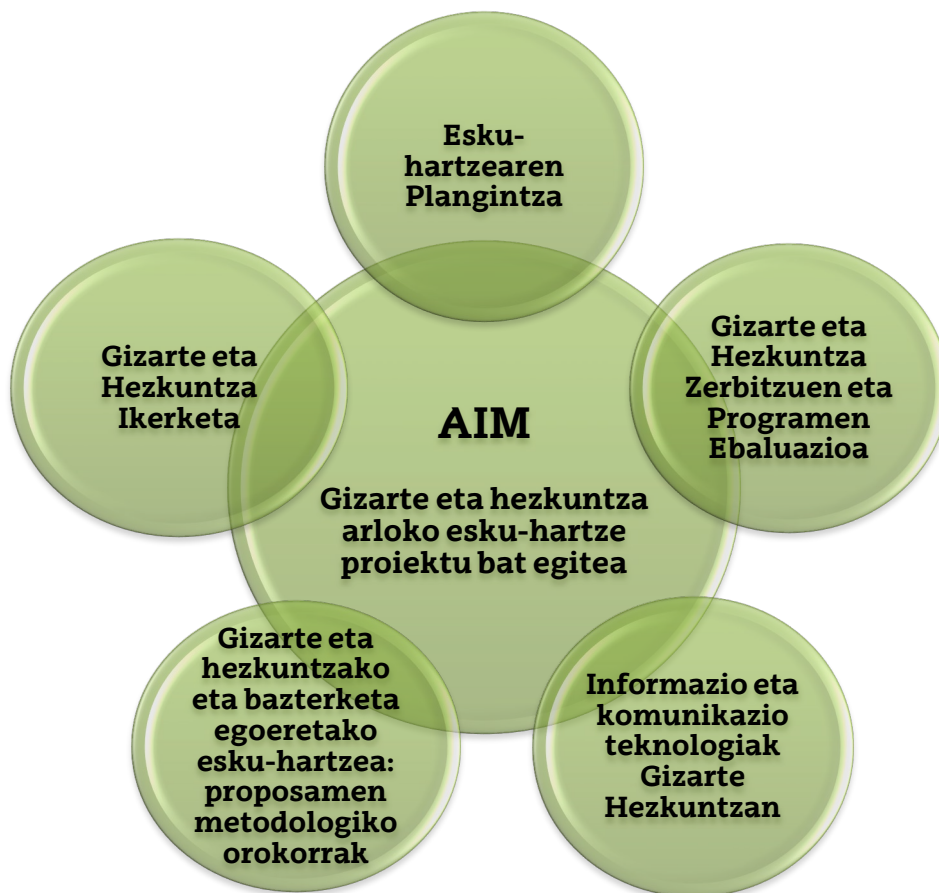 Esku-
hartzearen
Plangintza
Gizarte eta
Hezkuntza
Ikerketa
Gizarte eta
Hezkuntza
Zerbitzuen eta
Programen
Ebaluazioa
AIM
Gizarte eta hezkuntza
arloko esku-hartze
proiektu bat egitea
Gizarte eta
hezkuntzako
eta bazterketa
egoeretako
esku-hartzea:
proposamen
metodologiko
orokorrak
Informazio eta
komunikazio
teknologiak
Gizarte
Hezkuntzan